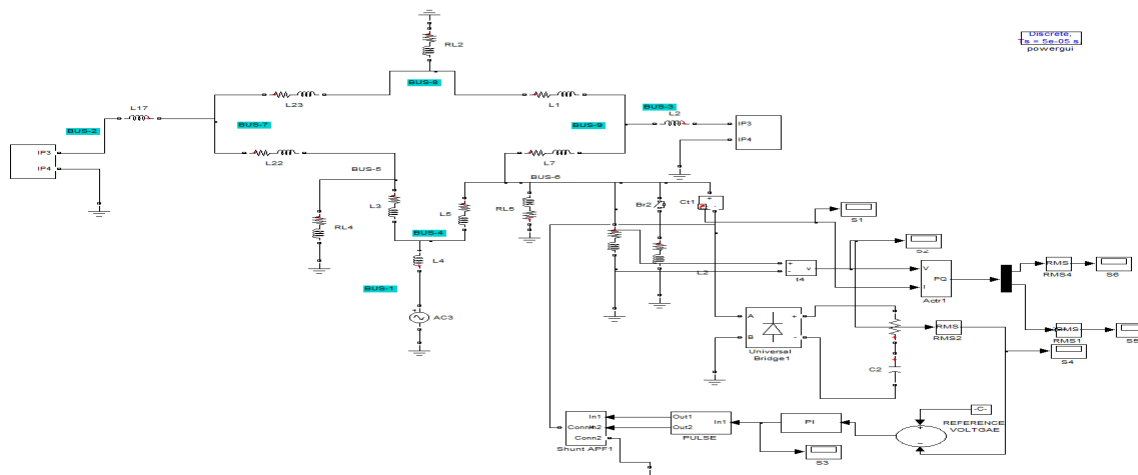 Discrete,
Ts = 5e-05 s
powergui
RL2
BUS-8
L23
L1
L17
BUS-2
BUS-7
BUS-3
L2
BUS-9
IP3
IP4
IP3
IP4
L22
L7
BUS-5
BUS-6
L3
L5
RL5
Br2
Ct1
S1
RL4
BUS-4
L4
L2
S2
t4
V
I
PQ
Actr1
RMS
RMS4
S6
BUS-1
AC3
A
B
Universal
Bridge1
RMS
RMS2
RMS
RMS1
S5
S4
C2
-C-
REFERENCE
VOLTGAE
In1
Conn1
In2
Conn2
Shunt APF1
Out1
Out2
In1
PULSE
PI
S3